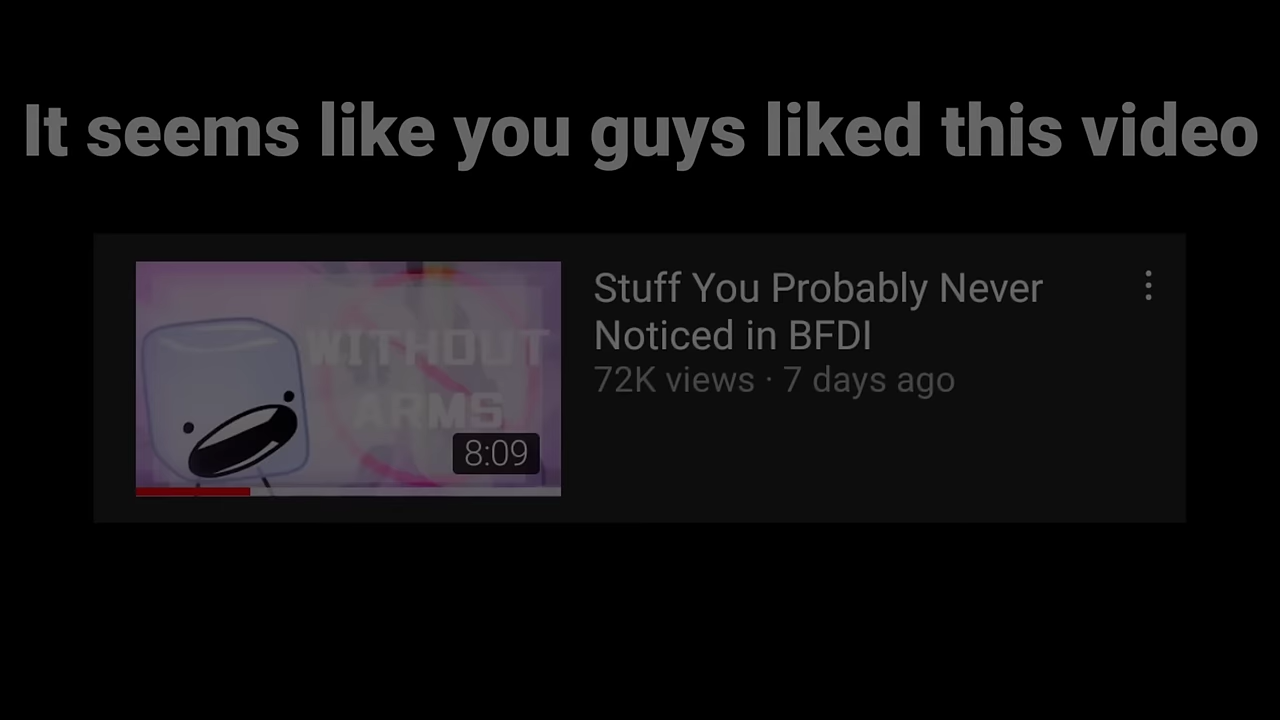 It seems like you guys liked this video
WITHOUT
ARMS
8:09
Stuff You Probably Never
Noticed in BFDI
72K views · 7 days ago